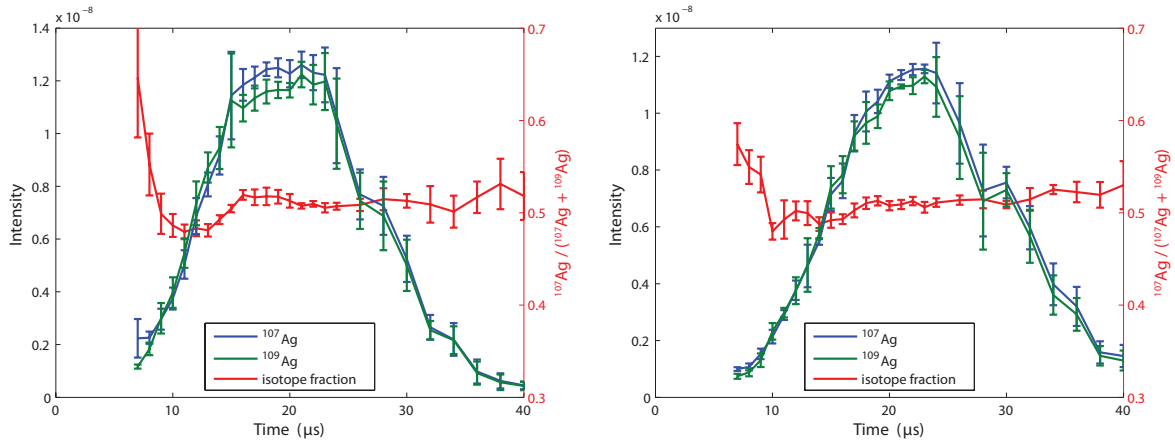 x 10⁻⁸
1.4
1.2
1
0.8
0.6
0.4
0.2
0
Intensity
0
10
20
30
40
Time (μs)
0.7
0.6
0.5
0.4
0.3
¹⁰⁷Ag / (¹⁰⁷Ag + ¹⁰⁹Ag)
¹⁰⁷Ag
¹⁰⁹Ag
isotope fraction
x 10⁻⁸
1.2
1
0.8
0.6
0.4
0.2
0
Intensity
0
10
20
30
40
Time (μs)
0.7
0.6
0.5
0.4
0.3
¹⁰⁷Ag / (¹⁰⁷Ag + ¹⁰⁹Ag)
¹⁰⁷Ag
¹⁰⁹Ag
isotope fraction